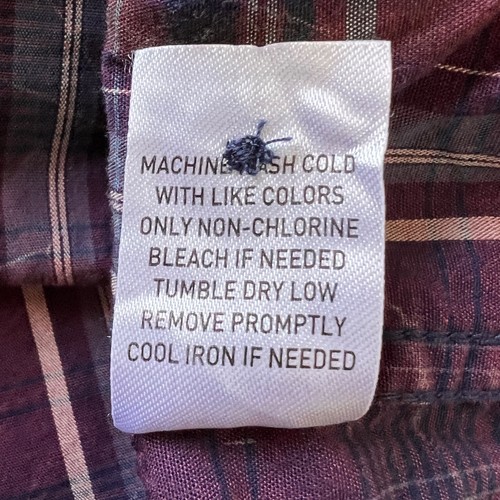 MACHINE WASH COLD
WITH LIKE COLORS
ONLY NON-CHLORINE
BLEACH IF NEEDED
TUMBLE DRY LOW
REMOVE PROMPTLY
COOL IRON IF NEEDED